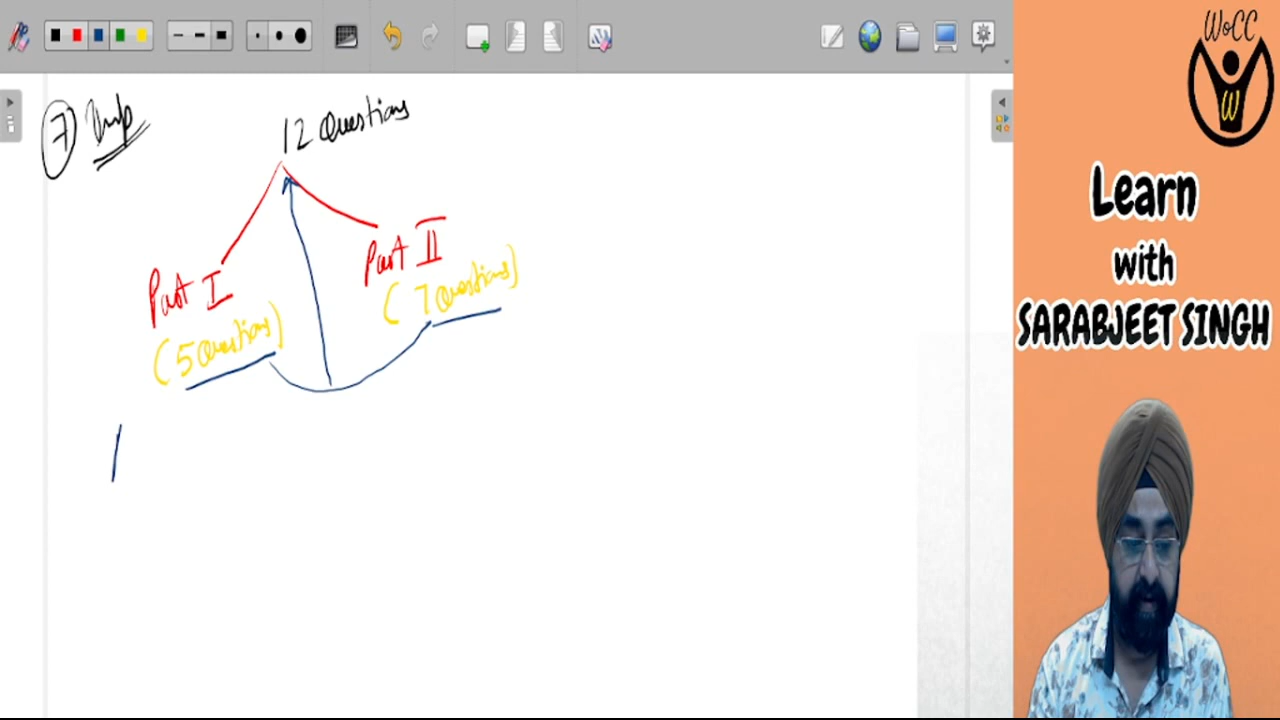 7 Imp
12 Questions
Part I
(5 Questions)
Part II
(7 Questions)
WoCC
W
Learn
with
SARABJEET SINGH